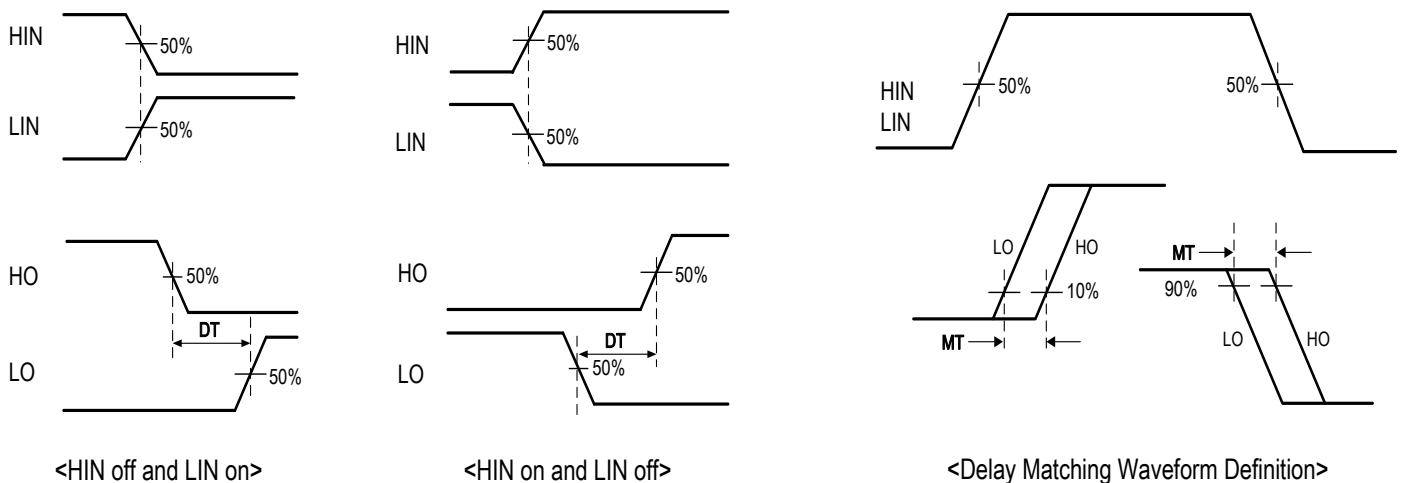 HIN
50%
LIN
50%
HO
50%
DT
LO
50%
<HIN off and LIN on>
HIN
50%
LIN
50%
HO
50%
DT
LO
50%
<HIN on and LIN off>
HIN
LIN
50%
50%
LO
HO
10%
MT
MT
90%
LO
HO
<Delay Matching Waveform Definition>